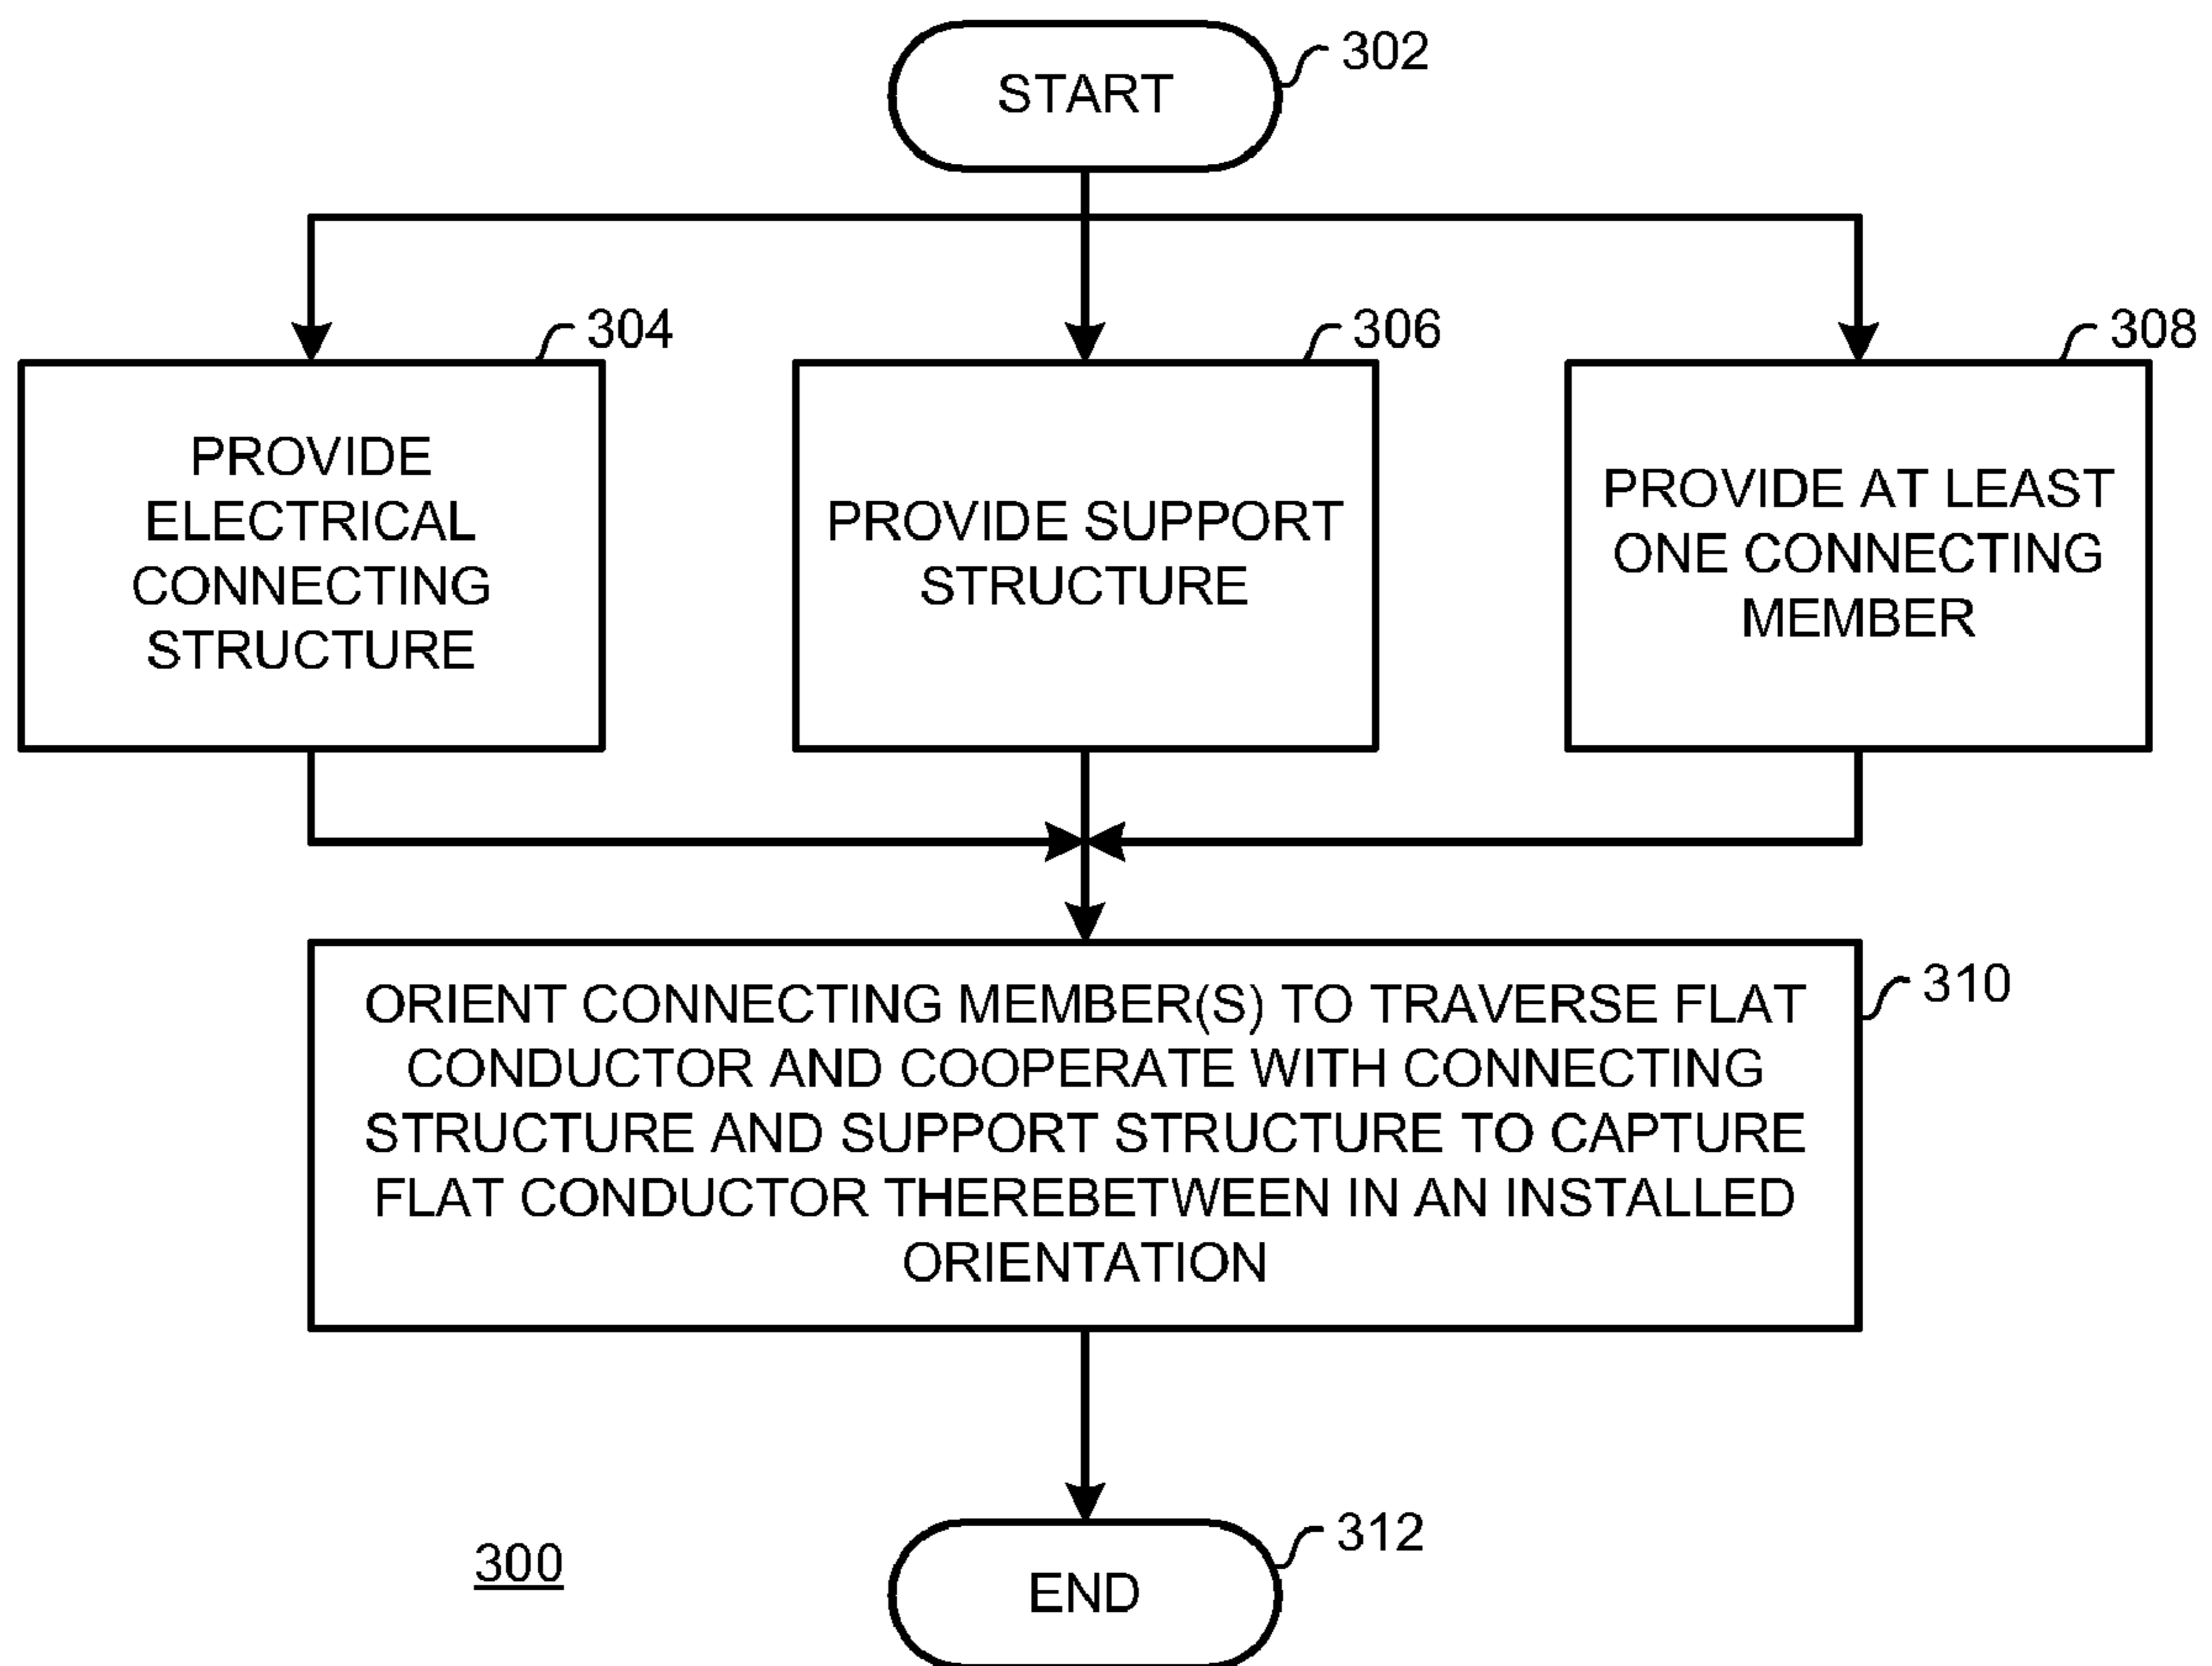 START
302
304
306
308
PROVIDE
ELECTRICAL
CONNECTING
STRUCTURE
PROVIDE SUPPORT
STRUCTURE
PROVIDE AT LEAST
ONE CONNECTING
MEMBER
310
ORIENT CONNECTING MEMBER(S) TO TRAVERSE FLAT
CONDUCTOR AND COOPERATE WITH CONNECTING
STRUCTURE AND SUPPORT STRUCTURE TO CAPTURE
FLAT CONDUCTOR THEREBETWEEN IN AN INSTALLED
ORIENTATION
312
300
END